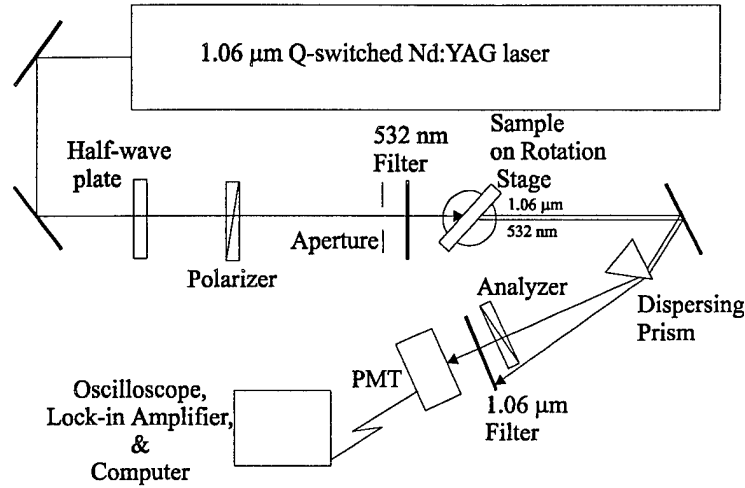 1.06 μm Q-switched Nd:YAG laser
Half-wave
plate
Polarizer
Aperture
532 nm
Filter
Sample
on Rotation
Stage
1.06 μm
532 nm
Dispersing
Prism
Analyzer
1.06 μm
Filter
PMT
Oscilloscope,
Lock-in Amplifier,
&
Computer